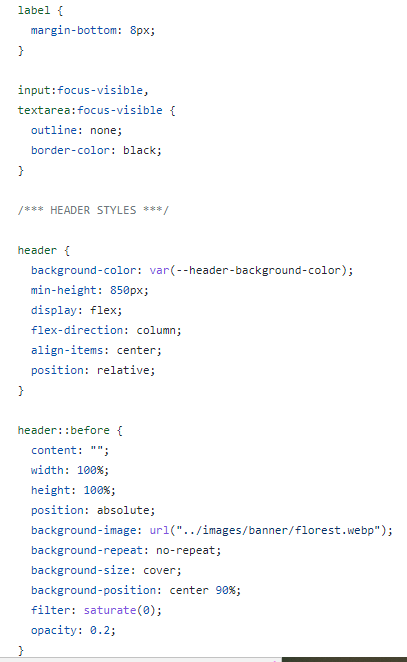 label {
  margin-bottom: 8px;
}

input:focus-visible,
textarea:focus-visible {
  outline: none;
  border-color: black;
}

/*** HEADER STYLES ***/

header {
  background-color: var(--header-background-color);
  min-height: 850px;
  display: flex;
  flex-direction: column;
  align-items: center;
  position: relative;
}

header::before {
  content: "";
  width: 100%;
  height: 100%;
  position: absolute;
  background-image: url("../images/banner/florest.webp");
  background-repeat: no-repeat;
  background-size: cover;
  background-position: center 90%;
  filter: saturate(0);
  opacity: 0.2;
}